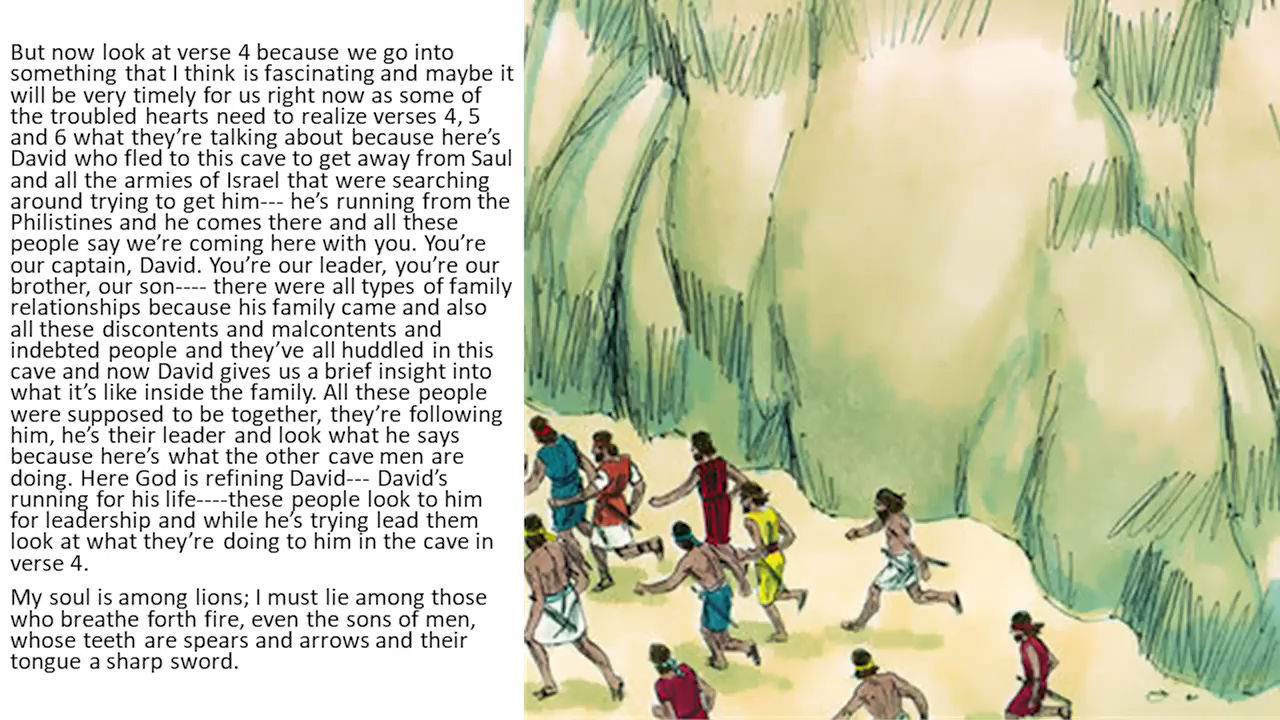 But now look at verse 4 because we go into
something that I think is fascinating and maybe it
will be very timely for us right now as some of
the troubled hearts need to realize verses 4, 5
and 6 what they’re talking about because here’s
David who fled to this cave to get away from Saul
and all the armies of Israel that were searching
around trying to get him--- he’s running from the
Philistines and he comes there and all these
people say we’re coming here with you. You’re
our captain, David. You’re our leader, you’re our
brother, our son---- there were all types of family
relationships because his family came and also
all these discontents and malcontents and
indebted people and they’ve all huddled in this
cave and now David gives us a brief insight into
what it’s like inside the family. All these people
were supposed to be together, they’re following
him, he’s their leader and look what he says
because here’s what the other cave men are
doing. Here God is refining David--- David’s
running for his life----these people look to him
for leadership and while he’s trying lead them
look at what they’re doing to him in the cave in
verse 4.
My soul is among lions; I must lie among those
who breathe forth fire, even the sons of men,
whose teeth are spears and arrows and their
tongue a sharp sword.